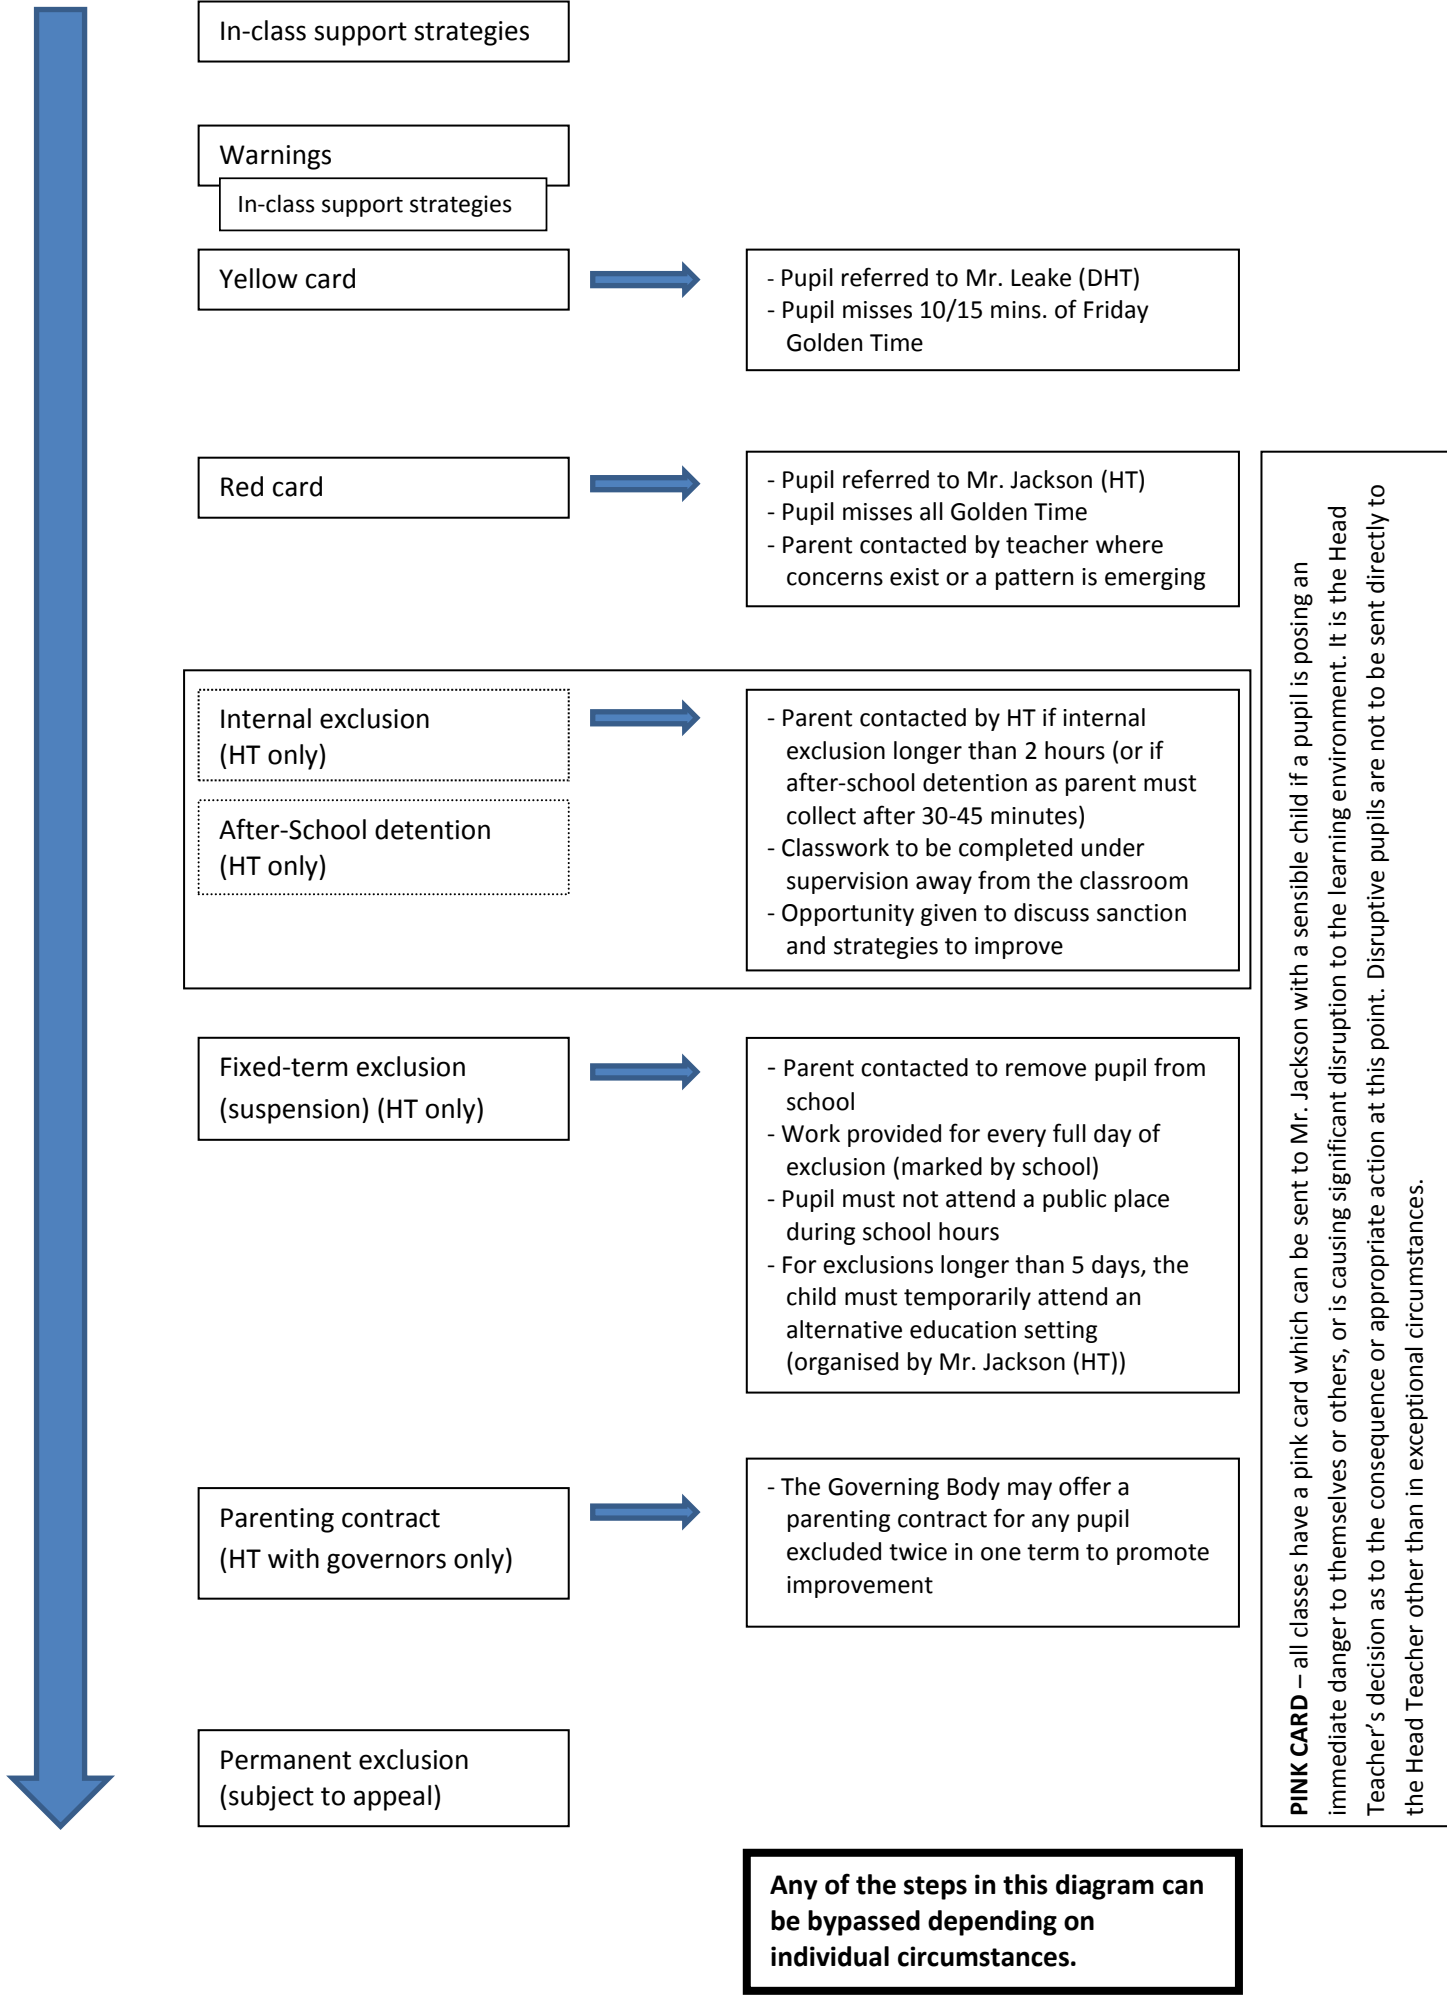 In-class support strategies
Warnings
In-class support strategies
Yellow card
- Pupil referred to Mr. Leake (DHT)
- Pupil misses 10/15 mins. of Friday
Golden Time
Red card
- Pupil referred to Mr. Jackson (HT)
- Pupil misses all Golden Time
- Parent contacted by teacher where
concerns exist or a pattern is emerging
Internal exclusion
(HT only)
After-School detention
(HT only)
- Parent contacted by HT if internal
exclusion longer than 2 hours (or if
after-school detention as parent must
collect after 30-45 minutes)
- Classwork to be completed under
supervision away from the classroom
- Opportunity given to discuss sanction
and strategies to improve
Fixed-term exclusion
(suspension) (HT only)
- Parent contacted to remove pupil from
school
- Work provided for every full day of
exclusion (marked by school)
- Pupil must not attend a public place
during school hours
- For exclusions longer than 5 days, the
child must temporarily attend an
alternative education setting
(organised by Mr. Jackson (HT))
Parenting contract
(HT with governors only)
- The Governing Body may offer a
parenting contract for any pupil
excluded twice in one term to promote
improvement
Permanent exclusion
(subject to appeal)
PINK CARD – all classes have a pink card which can be sent to Mr. Jackson with a sensible child if a pupil is posing an
immediate danger to themselves or others, or is causing significant disruption to the learning environment. It is the Head
Teacher’s decision as to the consequence or appropriate action at this point. Disruptive pupils are not to be sent directly to
the Head Teacher other than in exceptional circumstances.
Any of the steps in this diagram can
be bypassed depending on
individual circumstances.